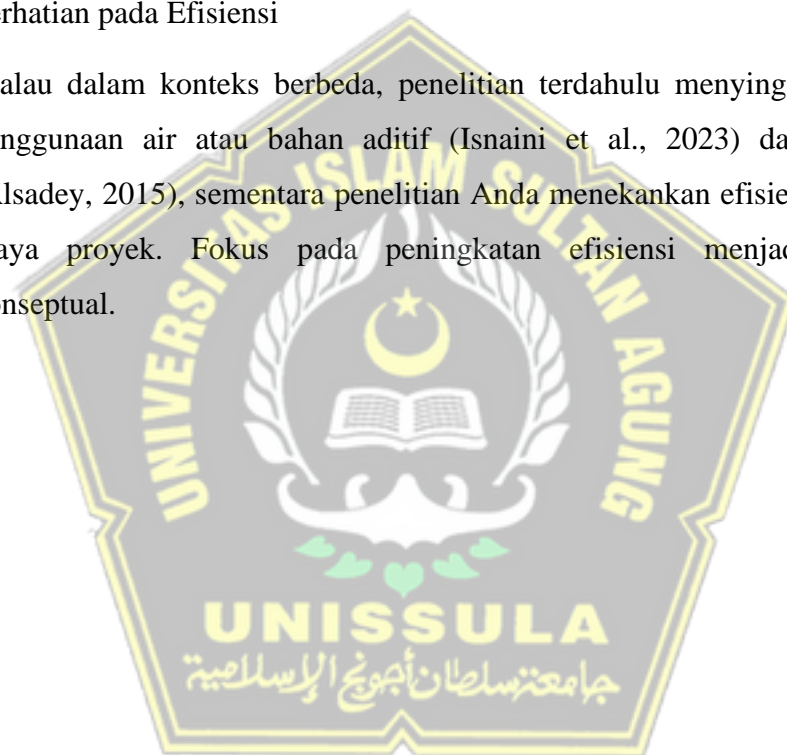 erhatian pada Efisiensi
alau dalam konteks berbeda, penelitian terdahulu menying
nggunaan air atau bahan aditif (Isnaini et al., 2023) da
lsadey, 2015), sementara penelitian Anda menekankan efisie
aya proyek. Fokus pada peningkatan efisiensi menjad
onseptual.
UNIVERSITAS ISLAM SULTAN AGUNG
UNISSULA
جامعة سلطان أجونج الإسلامية